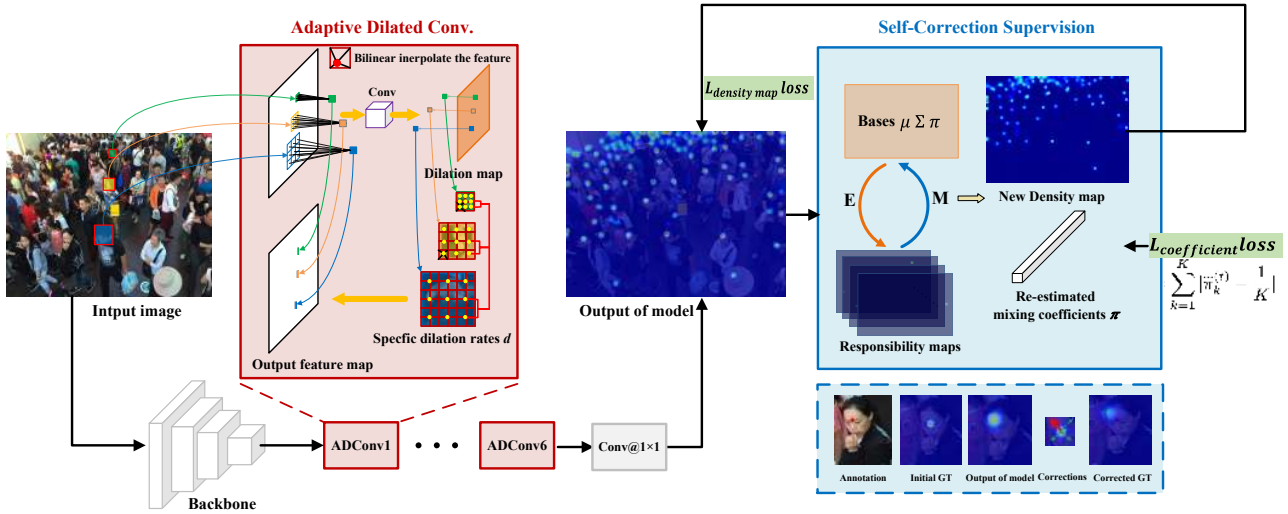 Adaptive Dilated Conv.
Bilinear inerpolate the feature
Conv
Dilation map
Specfic dilation rates d
Output feature map
Intput image
Backbone
ADConv1
ADConv6
Conv@1×1
Output of model
L density map loss
Self-Correction Supervision
Bases μ Σ π
E
M
New Density map
Responsibility maps
Re-estimated
mixing coefficients π
L coefficient loss
K
∑ | π k - 1/K |
k=1
Annotation
Initial GT
Output of model
Corrections
Corrected GT